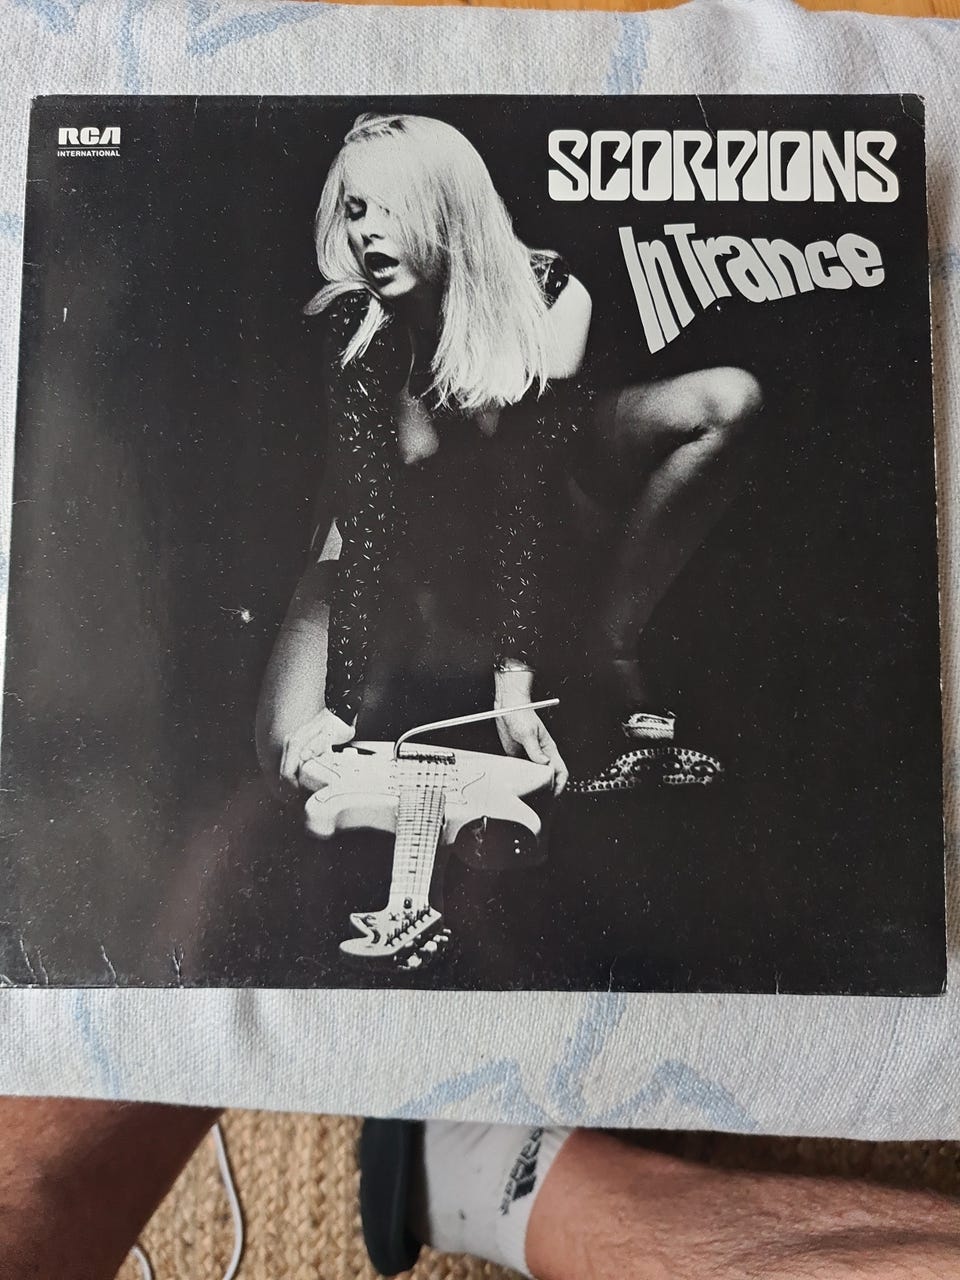 RCA
INTERNATIONAL
SCORPIONS
In Trance